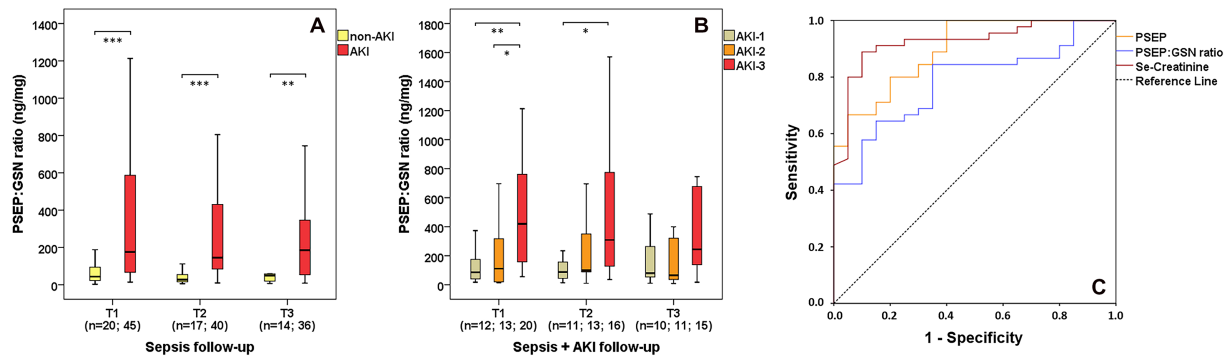 A
PSEP:GSN ratio (ng/mg)
1400
1200
1000
800
600
400
200
0
non-AKI
AKI
***
***
**
T1
(n=20; 45)
T2
(n=17; 40)
T3
(n=14; 36)
Sepsis follow-up
B
PSEP:GSN ratio (ng/mg)
1800
1600
1400
1200
1000
800
600
400
200
0
AKI-1
AKI-2
AKI-3
**
*
*
T1
(n=12; 13; 20)
T2
(n=11; 13; 16)
T3
(n=10; 11; 15)
Sepsis + AKI follow-up
C
Sensitivity
1.0
0.8
0.6
0.4
0.2
0.0
0.0
0.2
0.4
0.6
0.8
1.0
1 - Specificity
PSEP
PSEP:GSN ratio
Se-Creatinine
Reference Line